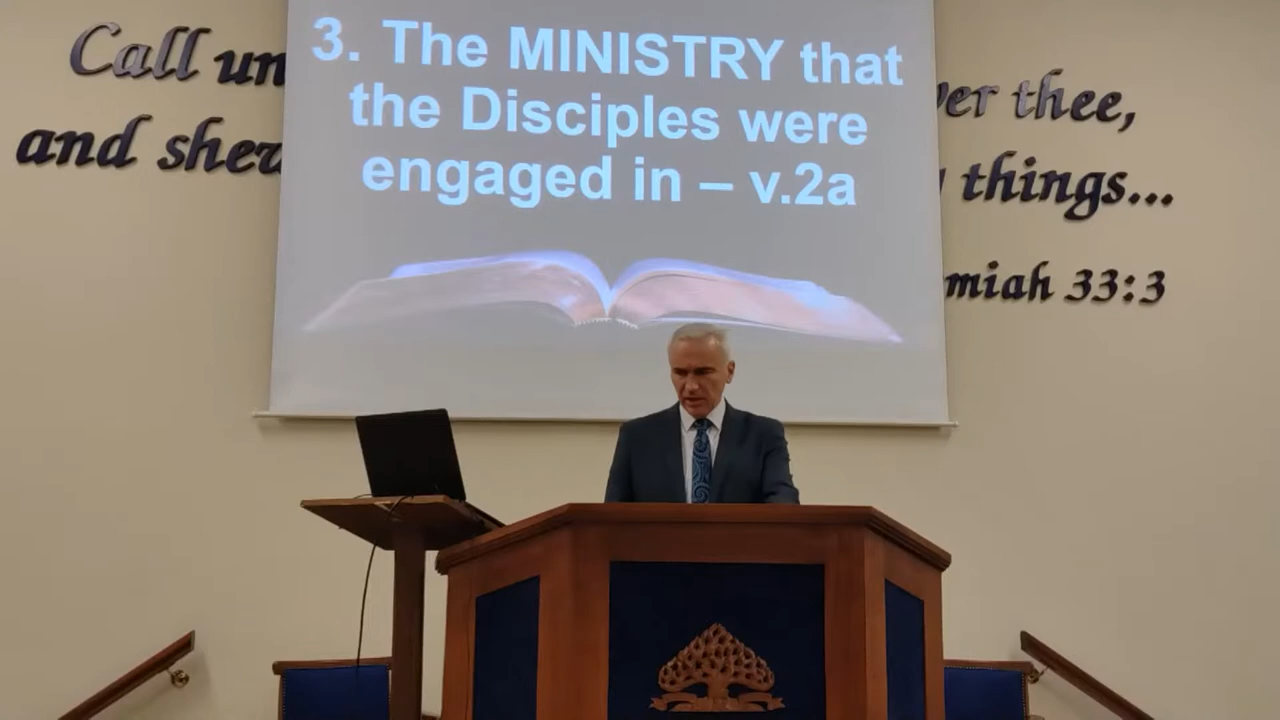 3. The MINISTRY that
the Disciples were
engaged in – v.2a
Call un
ver thee,
and shew
things...
miah 33:3